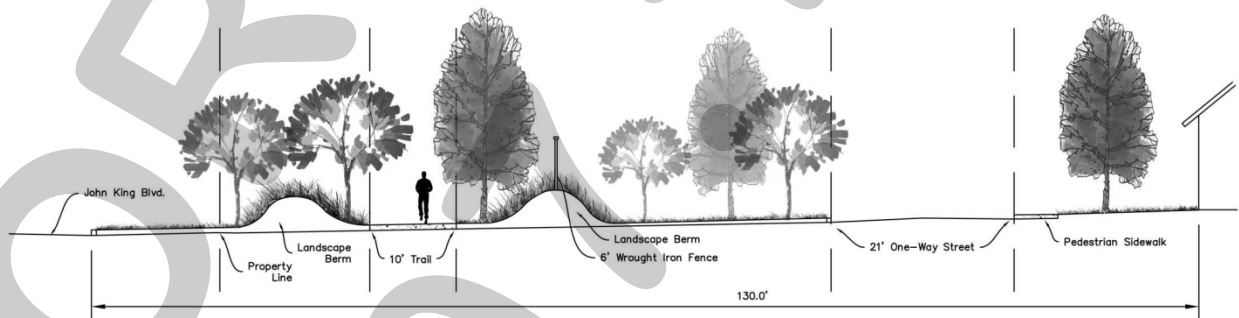 John King Blvd.
Property
Line
Landscape
Berm
10' Trail
Landscape Berm
6' Wrought Iron Fence
21' One-Way Street
Pedestrian Sidewalk
130.0'